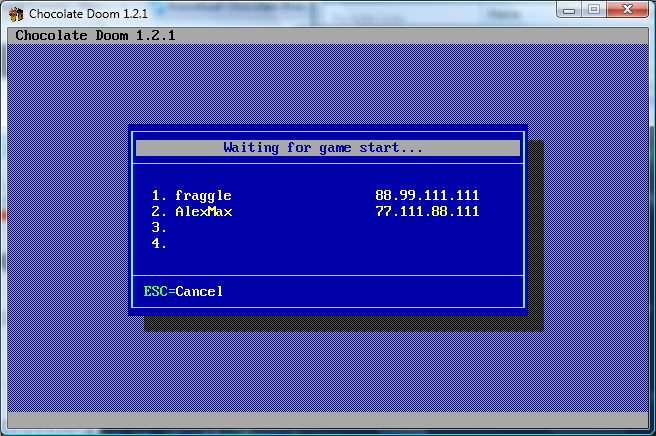 Chocolate Doom 1.2.1
Chocolate Doom 1.2.1
Waiting for game start...
1. fraggle 88.99.111.111
2. AlexMax 77.111.88.111
3.
4.
ESC=Cancel